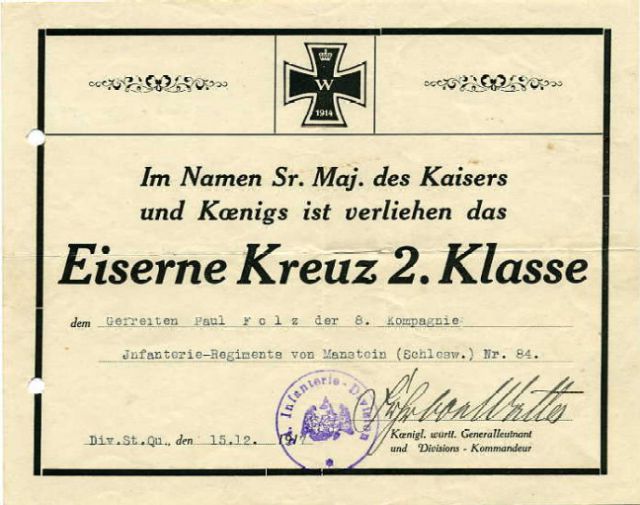 W
1914
Im Namen Sr. Maj. des Kaisers
und Kœnigs ist verliehen das
Eiserne Kreuz 2. Klasse
dem Gefreiten Paul Folz der 8. Kompagnie
Jnfanterie-Regiments von Manstein (Schlesw.) Nr. 84.
Infanterie-Division
Div.St.Qu., den 15.12.
Kœnigl. württ. Generalleutnant
und Divisions - Kommandeur